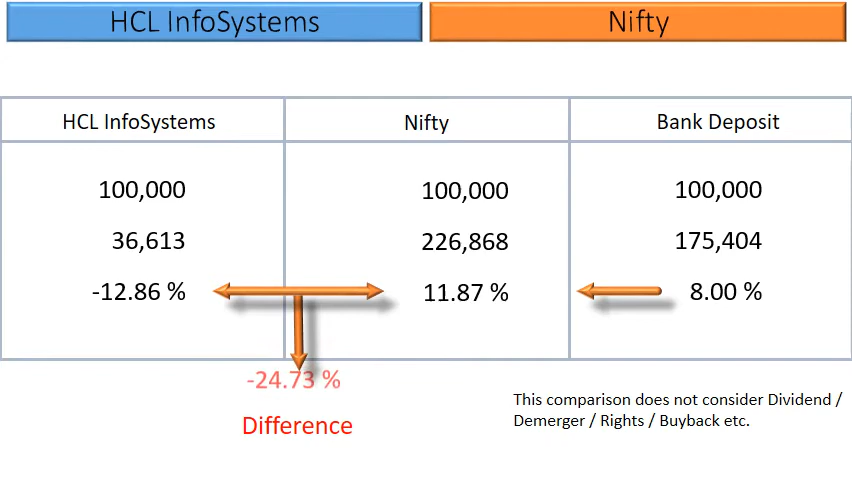 HCL InfoSystems Nifty
HCL InfoSystems Nifty Bank Deposit
100,000 100,000 100,000
36,613 226,868 175,404
-12.86 % 11.87 % 8.00 %
-24.73 %
Difference
This comparison does not consider Dividend /
Demerger / Rights / Buyback etc.